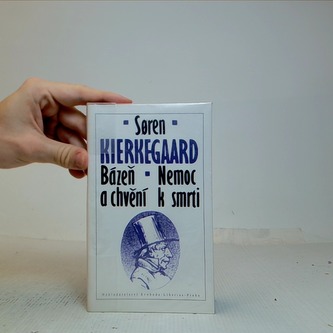 Søren
KIERKEGAARD
Bázeň Nemoc
a chvění k smrti